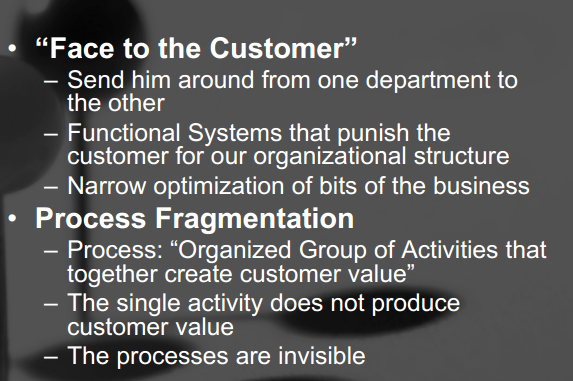 • “Face to the Customer”
– Send him around from one department to
the other
– Functional Systems that punish the
customer for our organizational structure
– Narrow optimization of bits of the business
• Process Fragmentation
– Process: “Organized Group of Activities that
together create customer value”
– The single activity does not produce
customer value
– The processes are invisible